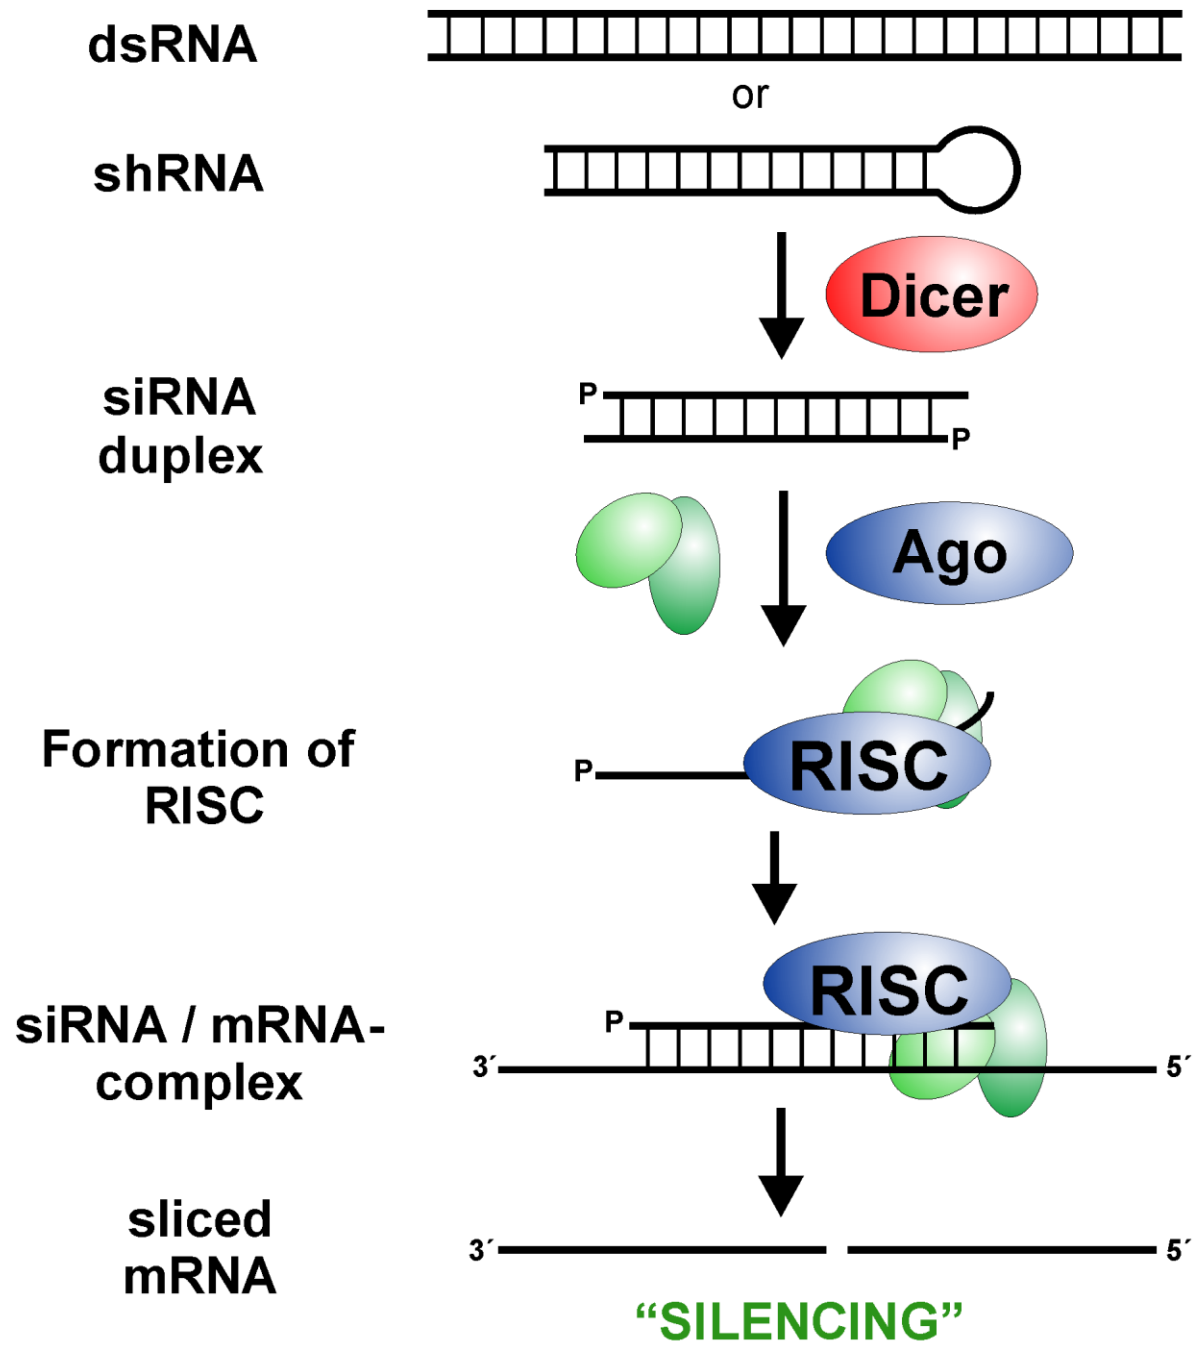 dsRNA
or
shRNA
Dicer
siRNA
duplex
P
P
Ago
Formation of
RISC
P
RISC
RISC
siRNA / mRNA-
complex
P
3´
5´
sliced
mRNA
3´
5´
“SILENCING”